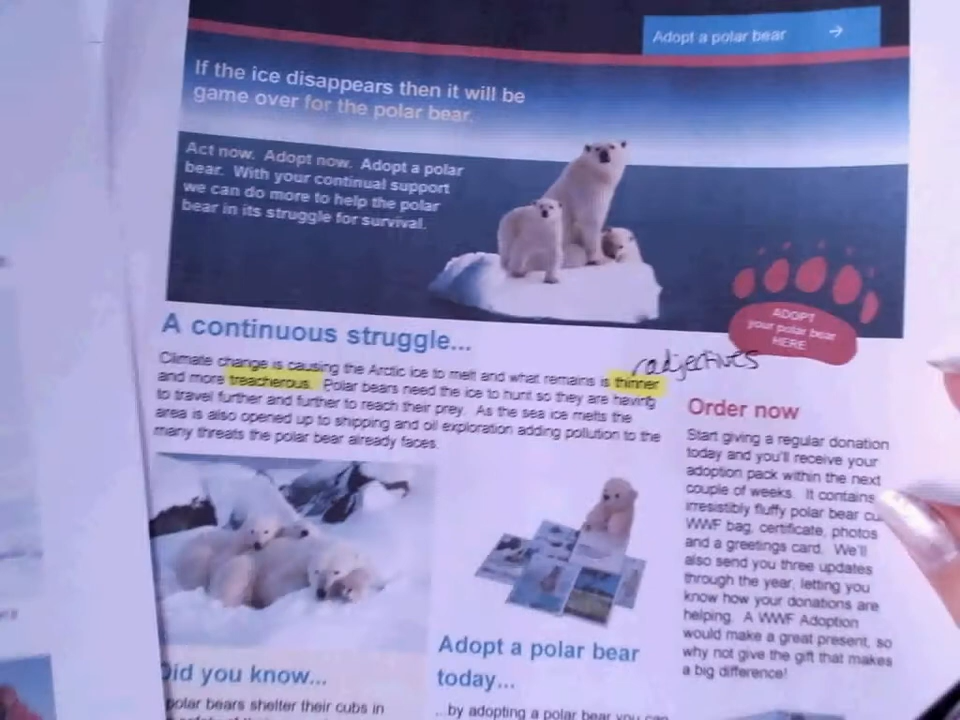 Adopt a polar bear
If the ice disappears then it will be
game over for the polar bear.
Act now. Adopt now. Adopt a polar
bear. With your continual support
we can do more to help the polar
bear in its struggle for survival.
ADOPT
your polar bear
HERE
A continuous struggle...
adjectives
Climate change is causing the Arctic ice to melt and what remains is thinner
and more treacherous. Polar bears need the ice to hunt so they are having
to travel further and further to reach their prey. As the sea ice melts the
area is also opened up to shipping and oil exploration adding pollution to the
many threats the polar bear already faces.
Order now
Start giving a regular donation
today and you'll receive your
adoption pack within the next
couple of weeks. It contains
irresistibly fluffy polar bear
WWF bag, certificate, photos
and a greetings card. We'll
also send you three updates
through the year, letting you
know how your donations are
helping. A WWF Adoption
would make a great present, so
why not give the gift that makes
a big difference!
Did you know...
polar bears shelter their cubs in
Adopt a polar bear
today...
...by adopting a polar bear you can